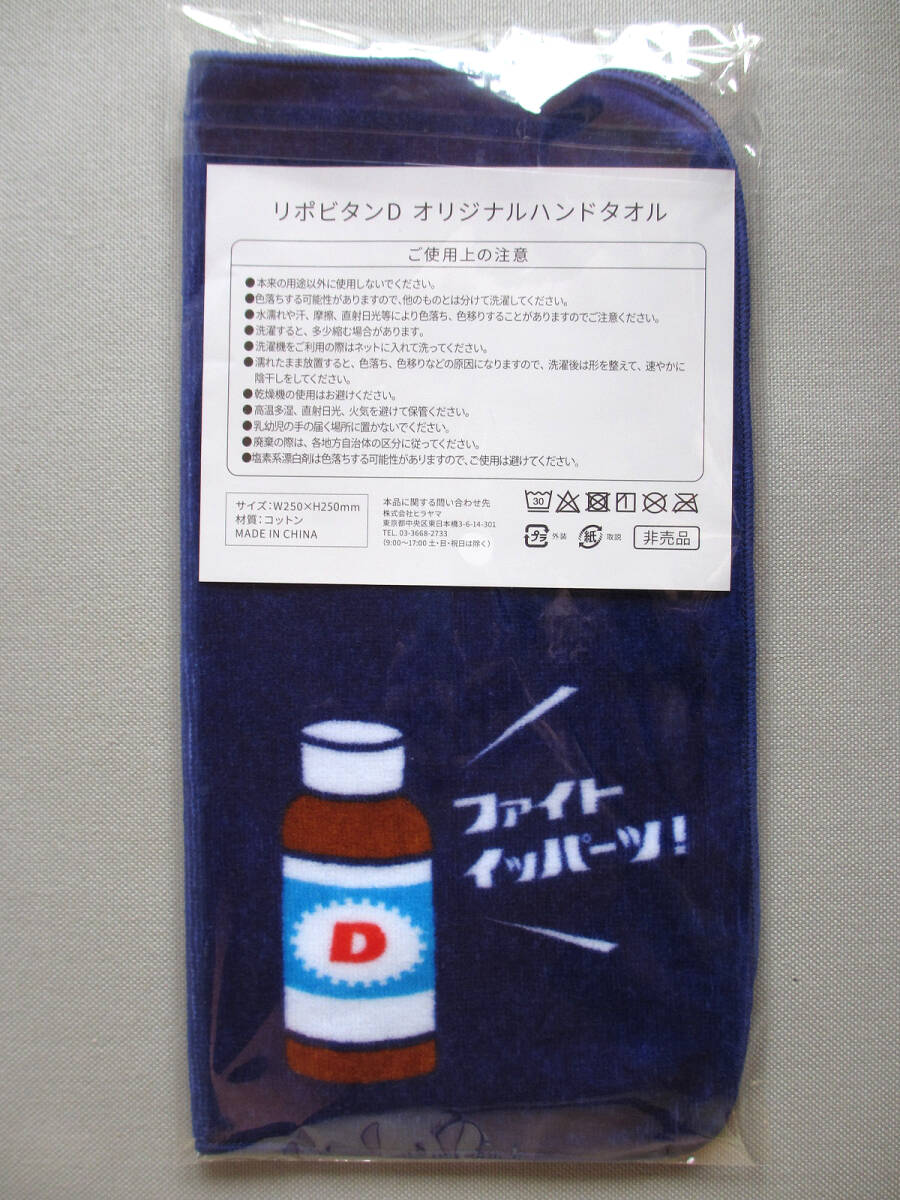 リポビタンD オリジナルハンドタオル
ご使用上の注意
●本来の用途以外に使用しないでください。
●色落ちする可能性がありますので、他のものとは分けて洗濯してください。
●水濡れや汗、摩擦、直射日光等により色落ち、色移りすることがありますのでご注意ください。
●洗濯すると、多少縮む場合があります。
●洗濯機をご利用の際はネットに入れて洗ってください。
●濡れたまま放置すると、色落ち、色移りなどの原因になりますので、洗濯後は形を整えて、速やかに
陰干しをしてください。
●乾燥機の使用はお避けください。
●高温多湿、直射日光、火気を避けて保管ください。
●乳幼児の手の届く場所に置かないでください。
●廃棄の際は、各地方自治体の区分に従ってください。
●塩素系漂白剤は色落ちする可能性がありますので、ご使用は避けてください。
サイズ：W250×H250mm
材質：コットン
MADE IN CHINA
本品に関する問い合わせ先
株式会社ヒラヤマ
東京都中央区東日本橋3-6-14-301
TEL. 03-3668-2733
（9:00～17:00 土・日・祝日は除く）
30
プラ 外装 紙 取説 非売品
ファイト
イッパーツ！
D